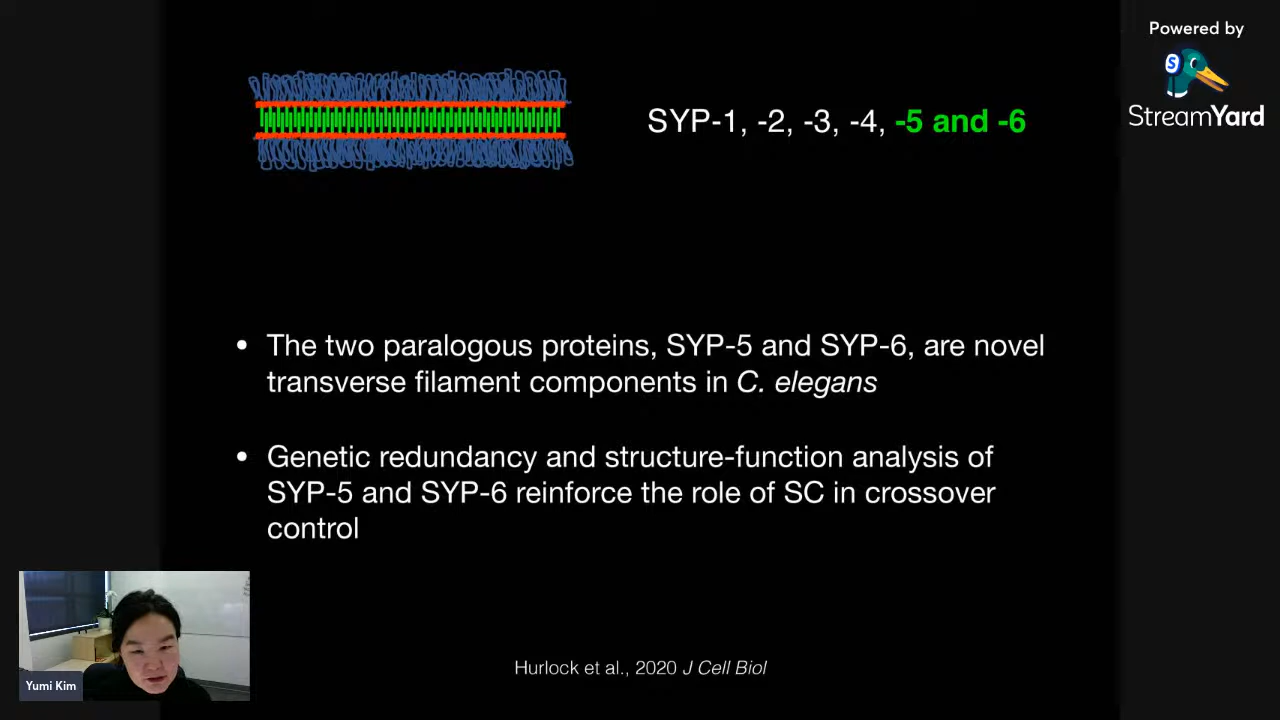 Powered by
S
StreamYard
SYP-1, -2, -3, -4, -5 and -6
• The two paralogous proteins, SYP-5 and SYP-6, are novel
transverse filament components in C. elegans
• Genetic redundancy and structure-function analysis of
SYP-5 and SYP-6 reinforce the role of SC in crossover
control
Yumi Kim
Hurlock et al., 2020 J Cell Biol